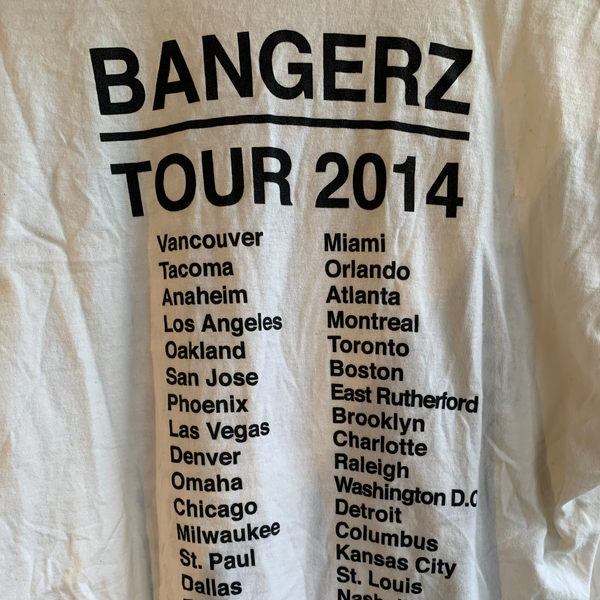 BANGERZ
TOUR 2014
Vancouver
Tacoma
Anaheim
Los Angeles
Oakland
San Jose
Phoenix
Las Vegas
Denver
Omaha
Chicago
Milwaukee
St. Paul
Dallas
Miami
Orlando
Atlanta
Montreal
Toronto
Boston
East Rutherford
Brooklyn
Charlotte
Raleigh
Washington D.C
Detroit
Columbus
Kansas City
St. Louis